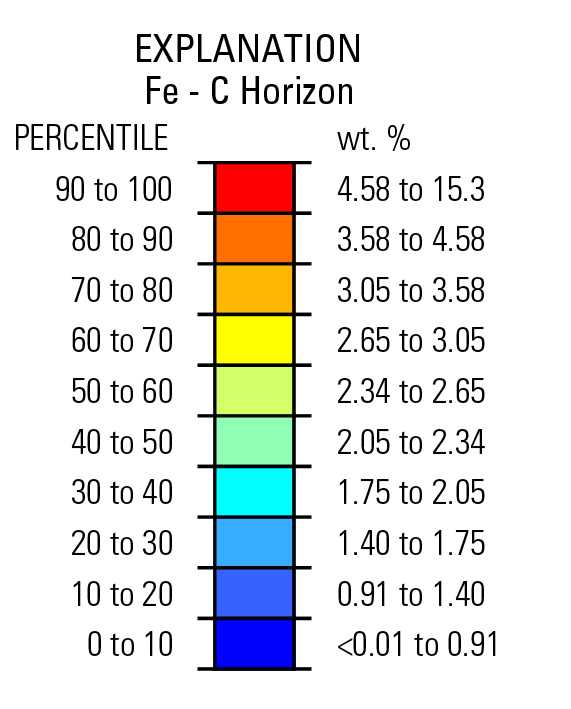 EXPLANATION
Fe - C Horizon
PERCENTILE wt. %
90 to 100 4.58 to 15.3
80 to 90 3.58 to 4.58
70 to 80 3.05 to 3.58
60 to 70 2.65 to 3.05
50 to 60 2.34 to 2.65
40 to 50 2.05 to 2.34
30 to 40 1.75 to 2.05
20 to 30 1.40 to 1.75
10 to 20 0.91 to 1.40
0 to 10 <0.01 to 0.91